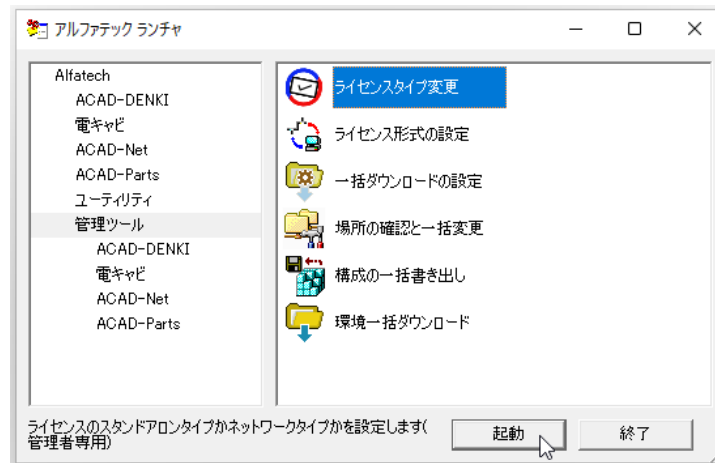 アルファテック ランチャ
Alfatech
ACAD-DENKI
電キャビ
ACAD-Net
ACAD-Parts
ユーティリティ
管理ツール
ACAD-DENKI
電キャビ
ACAD-Net
ACAD-Parts
ライセンスタイプ変更
ライセンス形式の設定
一括ダウンロードの設定
場所の確認と一括変更
構成の一括書き出し
環境一括ダウンロード
ライセンスのスタンドアロンタイプかネットワークタイプかを設定します(
管理者専用)
起動
終了